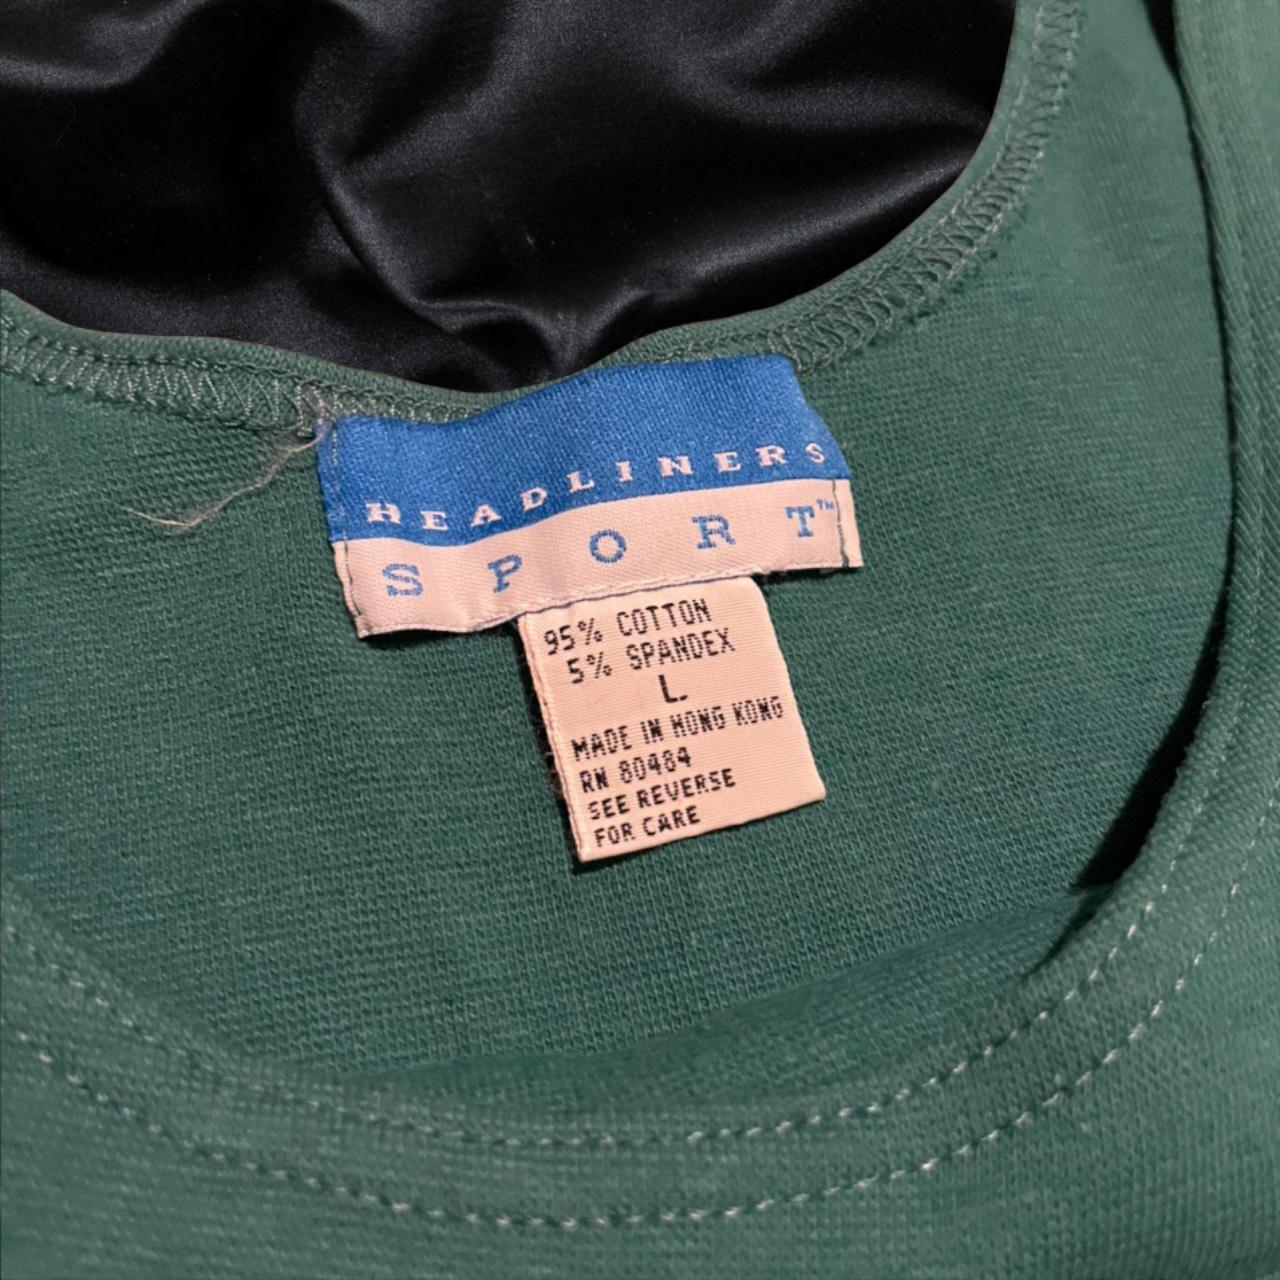 HEADLINERS
SPORT™
95% COTTON
5% SPANDEX
L
MADE IN HONG KONG
RN 80484
SEE REVERSE
FOR CARE